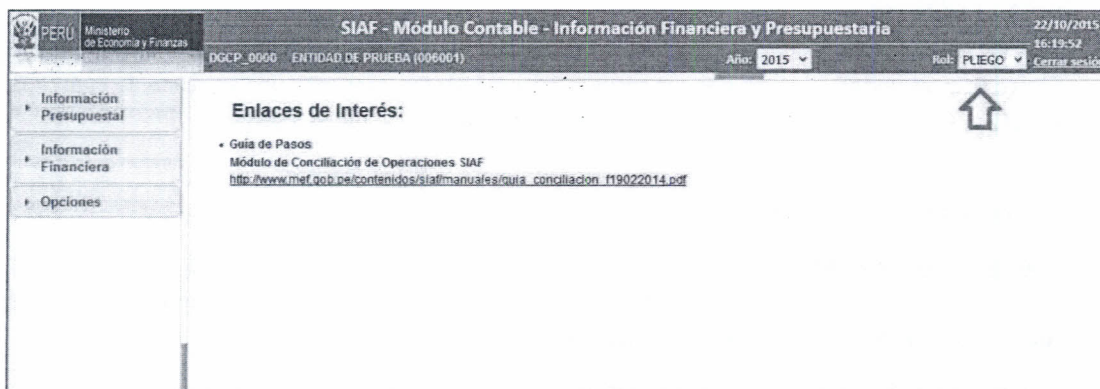 PERÚ
Ministerio
de Economía y Finanzas
SIAF - Módulo Contable - Información Financiera y Presupuestaria
22/10/2015
16:19:52
DGCP_0000 ENTIDAD DE PRUEBA (006001)
Año: 2015
Rol: PLIEGO
Cerrar sesión
Información
Presupuestal
Información
Financiera
Opciones
Enlaces de Interés:
• Guía de Pasos
Módulo de Conciliación de Operaciones SIAF
http://www.mef.gob.pe/contenidos/siaf/manuales/guia_conciliacion_f19022014.pdf